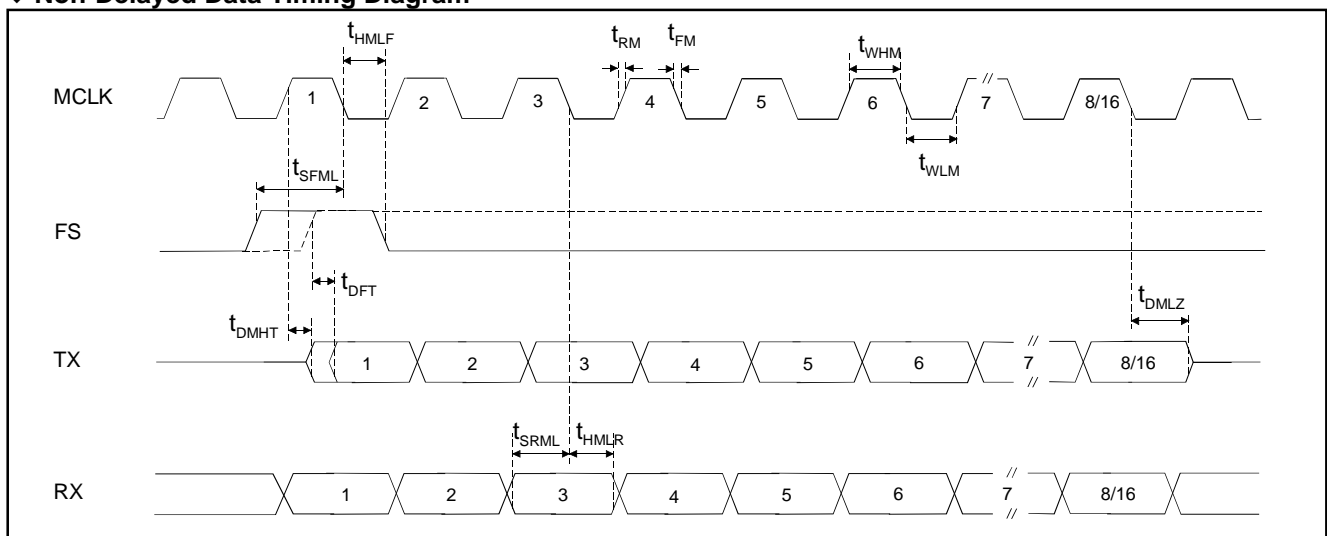 Non-Delayed Data Timing Diagram
tHMLF
tRM
tFM
tWHM
MCLK
1
2
3
4
5
6
//
7
8/16
tWLM
tSFML
FS
tDFT
tDMHT
tDMLZ
TX
1
2
3
4
5
6
//
7
//
8/16
tSRML
tHMLR
RX
1
2
3
4
5
6
//
7
//
8/16